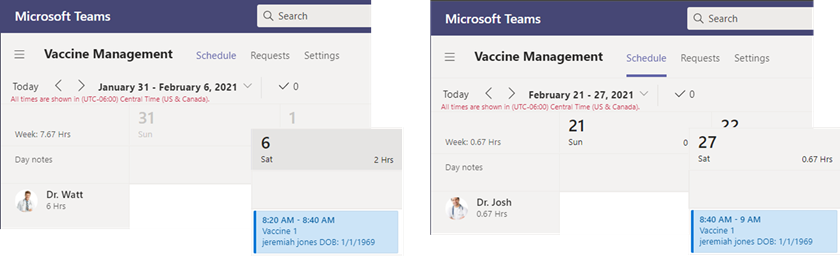 Microsoft Teams
Search
Vaccine Management
Schedule Requests Settings
Today January 31 - February 6, 2021 0
All times are shown in (UTC-06:00) Central Time (US & Canada).
31 1
Sun
Week: 7.67 Hrs
6
Sat 2 Hrs
Day notes
Dr. Watt
6 Hrs
8:20 AM - 8:40 AM
Vaccine 1
jeremiah jones DOB: 1/1/1969
Microsoft Teams
Search
Vaccine Management
Schedule Requests Settings
Today February 21 - 27, 2021 0
All times are shown in (UTC-06:00) Central Time (US & Canada).
21 22
Sun 0
Week: 0.67 Hrs
27
Sat 0.67 Hrs
Day notes
Dr. Josh
0.67 Hrs
8:40 AM - 9 AM
Vaccine 1
jeremiah jones DOB: 1/1/1969